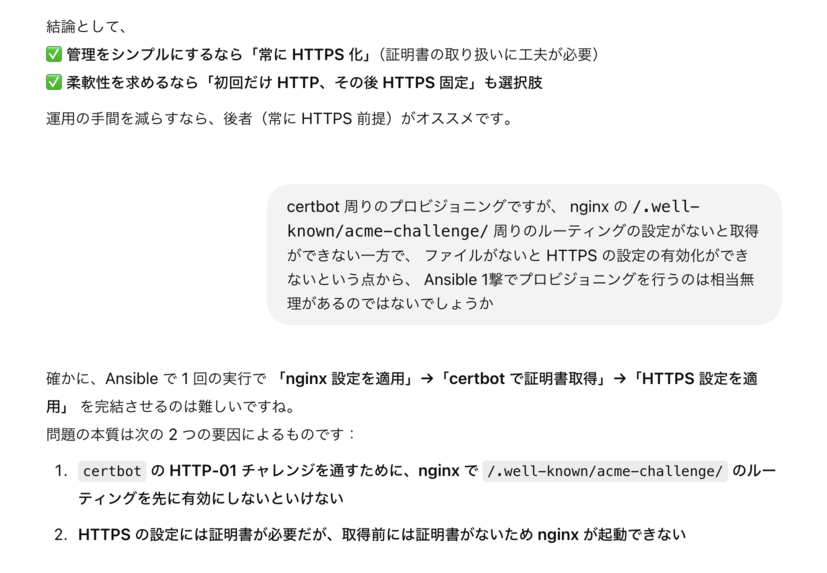 結論として、
✅ 管理をシンプルにするなら「常に HTTPS 化」（証明書の取り扱いに工夫が必要）
✅ 柔軟性を求めるなら「初回だけ HTTP、その後 HTTPS 固定」も選択肢
運用の手間を減らすなら、後者（常に HTTPS 前提）がオススメです。
certbot 周りのプロビジョニングですが、 nginx の /.well-
known/acme-challenge/ 周りのルーティングの設定がないと取得
ができない一方で、 ファイルがないと HTTPS の設定の有効化ができ
ないという点から、 Ansible 1撃でプロビジョニングを行うのは相当無
理があるのではないでしょうか
確かに、Ansible で 1 回の実行で 「nginx 設定を適用」→「certbot で証明書取得」→「HTTPS 設定を適
用」 を完結させるのは難しいですね。
問題の本質は次の 2 つの要因によるものです：
1. certbot の HTTP-01 チャレンジを通すために、nginx で /.well-known/acme-challenge/ のルー
ティングを先に有効にしないといけない
2. HTTPS の設定には証明書が必要だが、取得前には証明書がないため nginx が起動できない